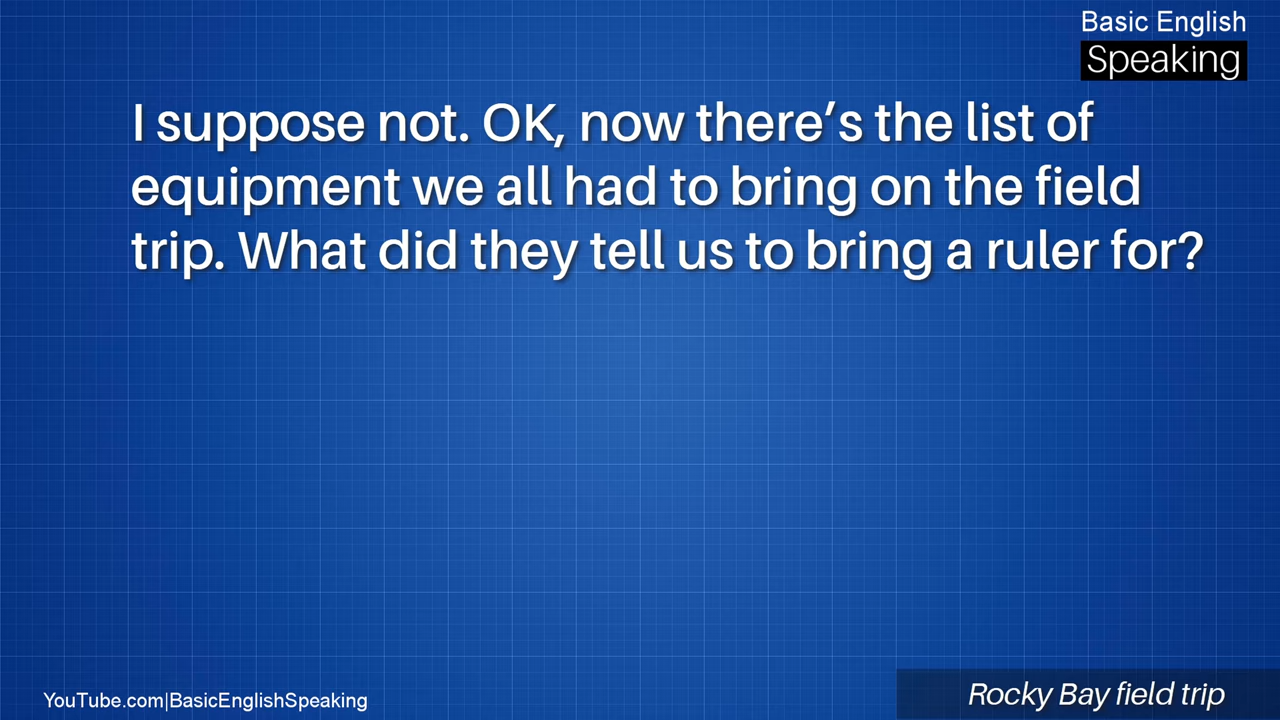 Basic English
Speaking
I suppose not. OK, now there’s the list of
equipment we all had to bring on the field
trip. What did they tell us to bring a ruler for?
YouTube.com|BasicEnglishSpeaking
Rocky Bay field trip